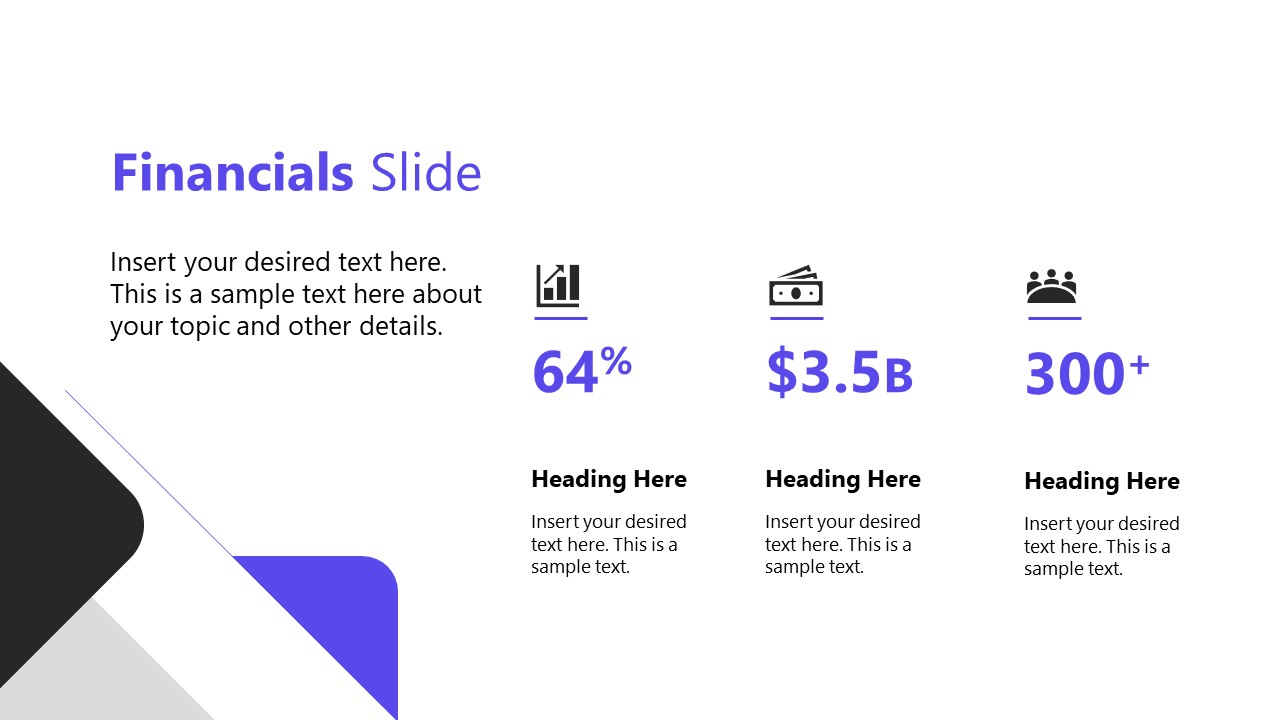 Financials Slide
Insert your desired text here.
This is a sample text here about
your topic and other details.
64%
$3.5B
300+
Heading Here
Insert your desired
text here. This is a
sample text.
Heading Here
Insert your desired
text here. This is a
sample text.
Heading Here
Insert your desired
text here. This is a
sample text.